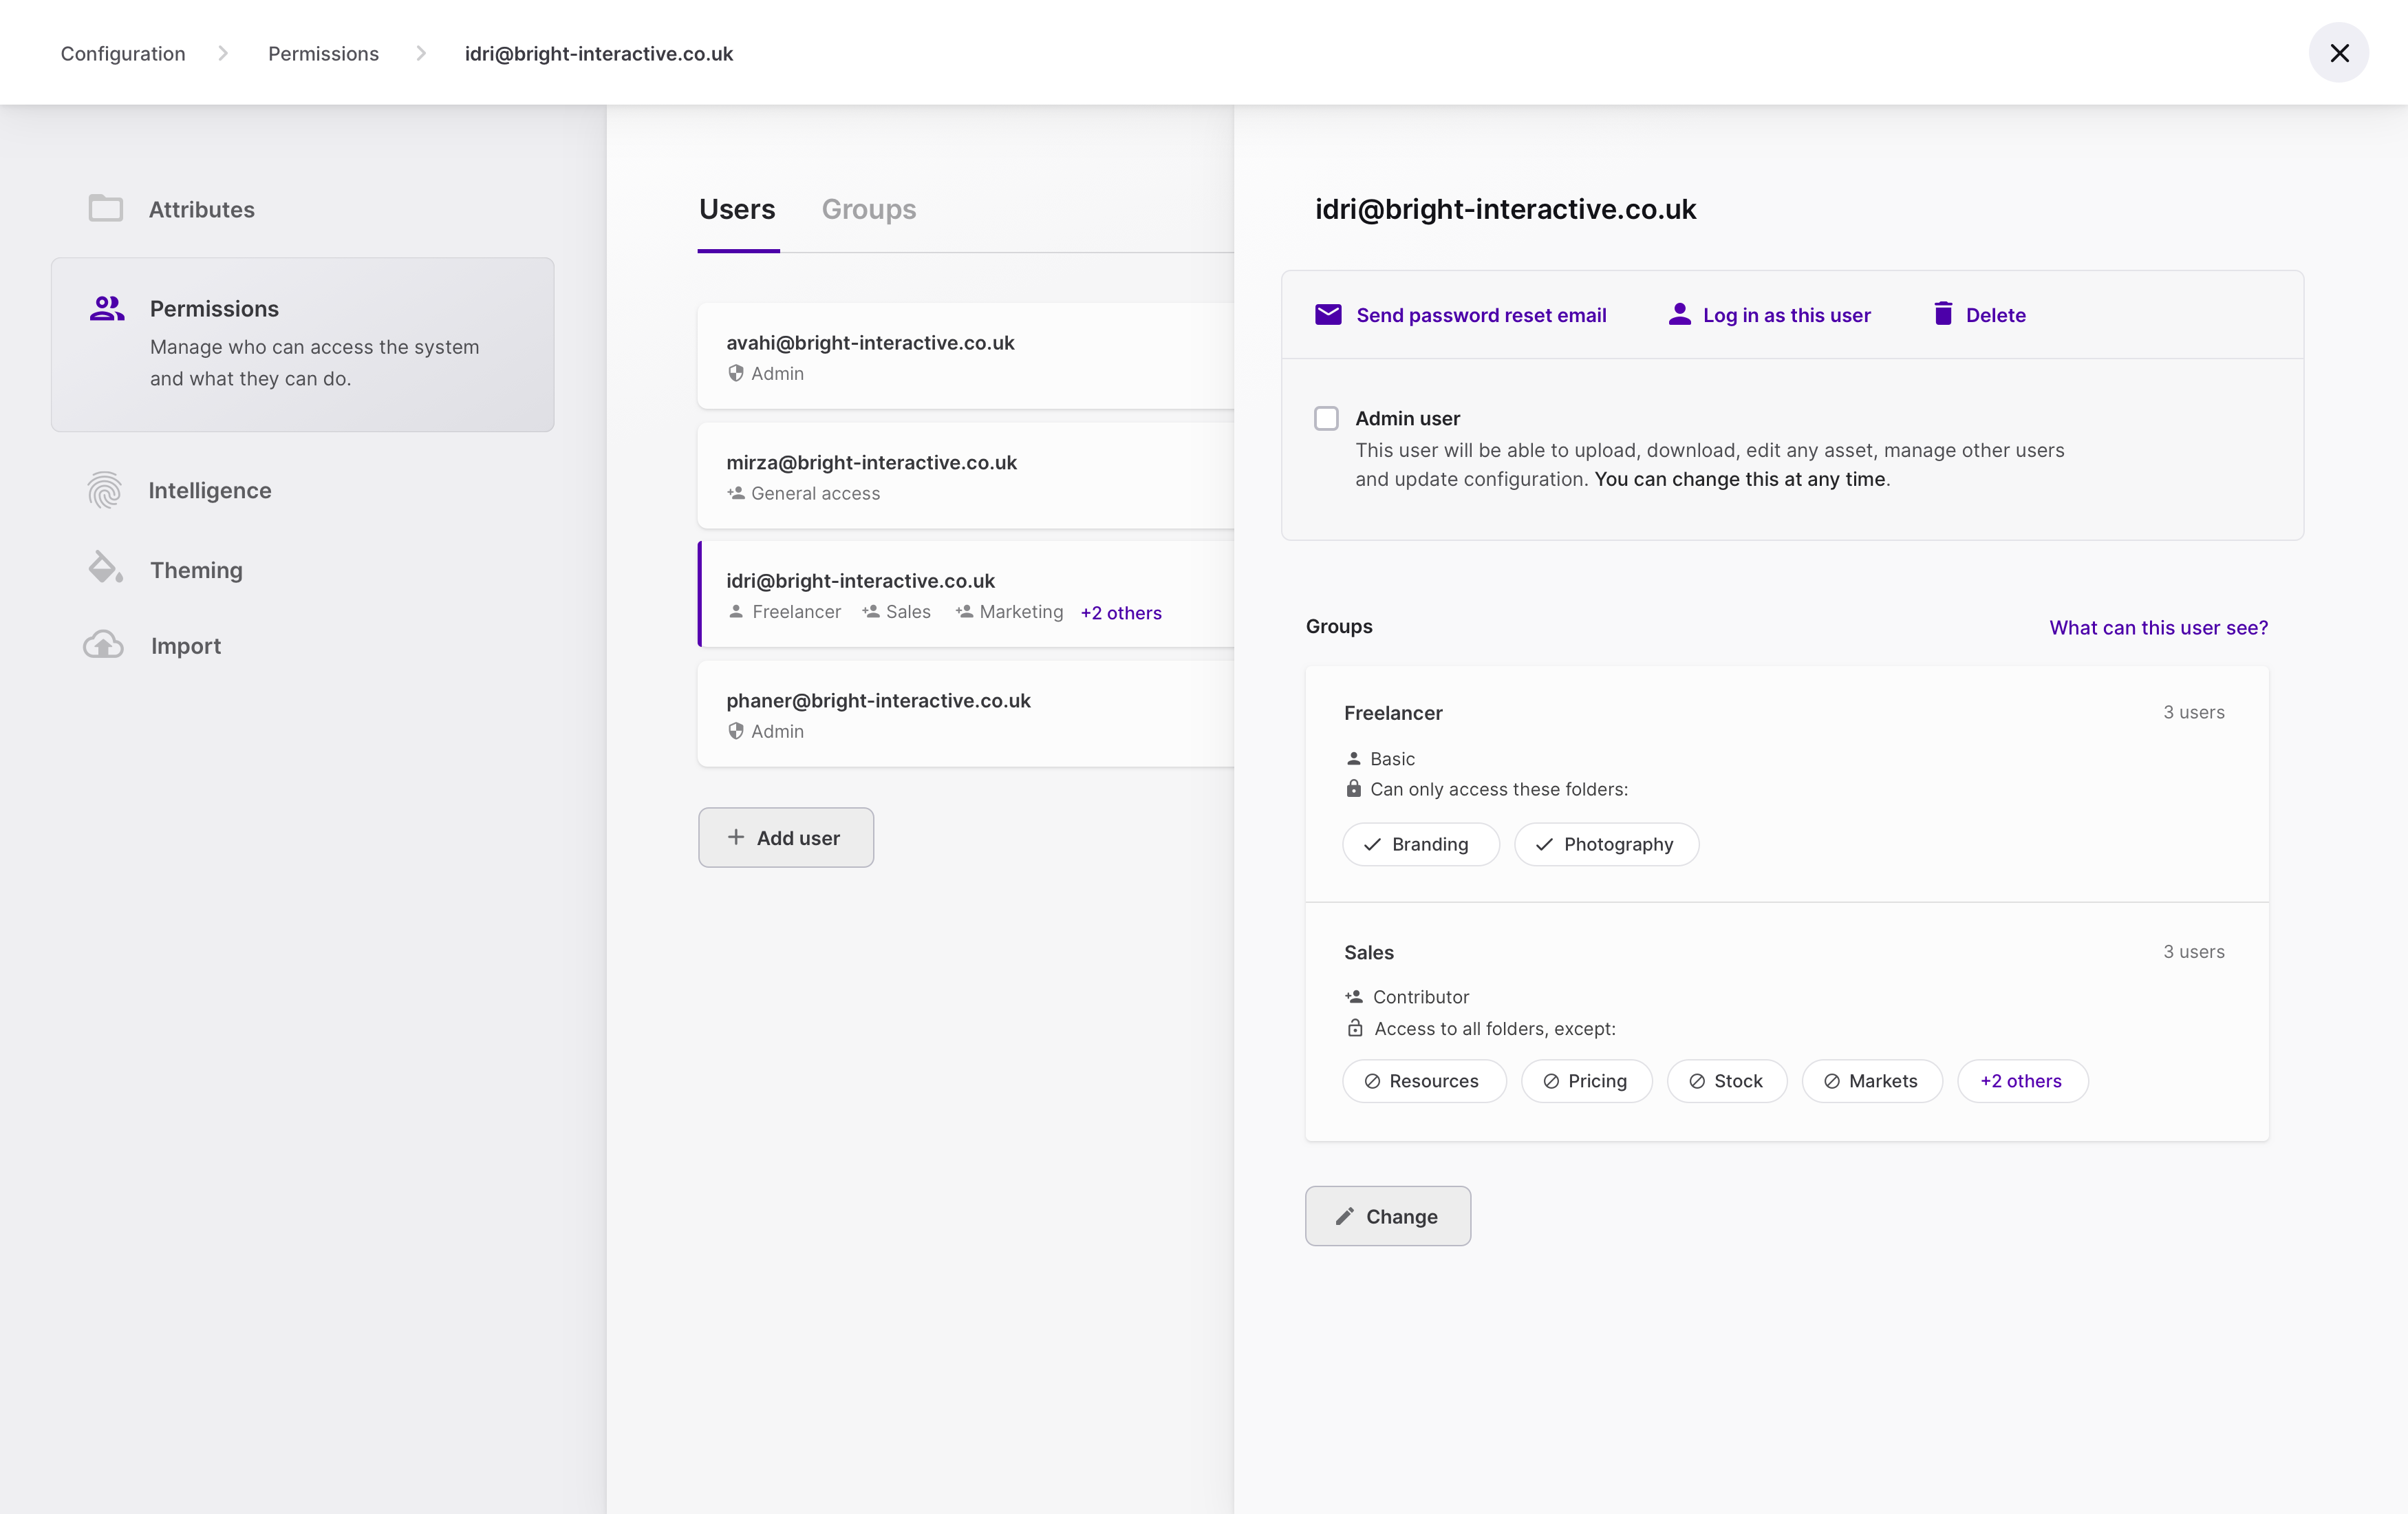 Configuration
Permissions
idri@bright-interactive.co.uk
Attributes
Permissions
Manage who can access the system
and what they can do.
Intelligence
Theming
Import
Users
Groups
avahi@bright-interactive.co.uk
Admin
mirza@bright-interactive.co.uk
General access
idri@bright-interactive.co.uk
Freelancer Sales Marketing +2 others
phaner@bright-interactive.co.uk
Admin
Add user
idri@bright-interactive.co.uk
Send password reset email
Log in as this user
Delete
Admin user
This user will be able to upload, download, edit any asset, manage other users
and update configuration. You can change this at any time.
Groups
What can this user see?
Freelancer
3 users
Basic
Can only access these folders:
Branding
Photography
Sales
3 users
Contributor
Access to all folders, except:
Resources
Pricing
Stock
Markets
+2 others
Change